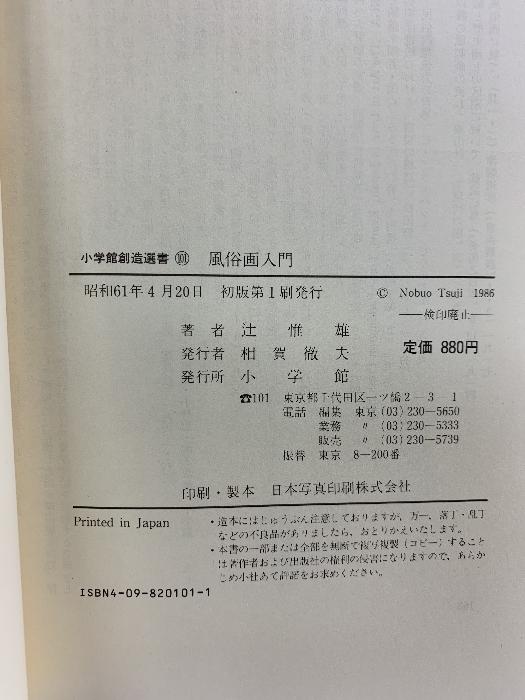 小学館創造選書 101 風俗画入門
昭和61年4月20日 初版第1刷発行 © Nobuo Tsuji 1986
——検印廃止——
著者 辻惟雄 定価 880円
発行者 相賀徹夫
発行所 小学館
☎101 東京都千代田区一ツ橋2−3−1
電話 編集 東京(03)230−5650
業務 〃 (03)230−5333
販売 〃 (03)230−5739
振替 東京 8−200番
印刷・製本 日本写真印刷株式会社
Printed in Japan
・造本にはじゅうぶん注意しておりますが、万一、落丁・乱丁
などの不良品がありましたら、おとりかえいたします。
・本書の一部または全部を無断で複写複製(コピー)すること
は著作者および出版社の権利の侵害になりますので、あらか
じめ小社あて許諾をお求めください。
ISBN4-09-820101-1